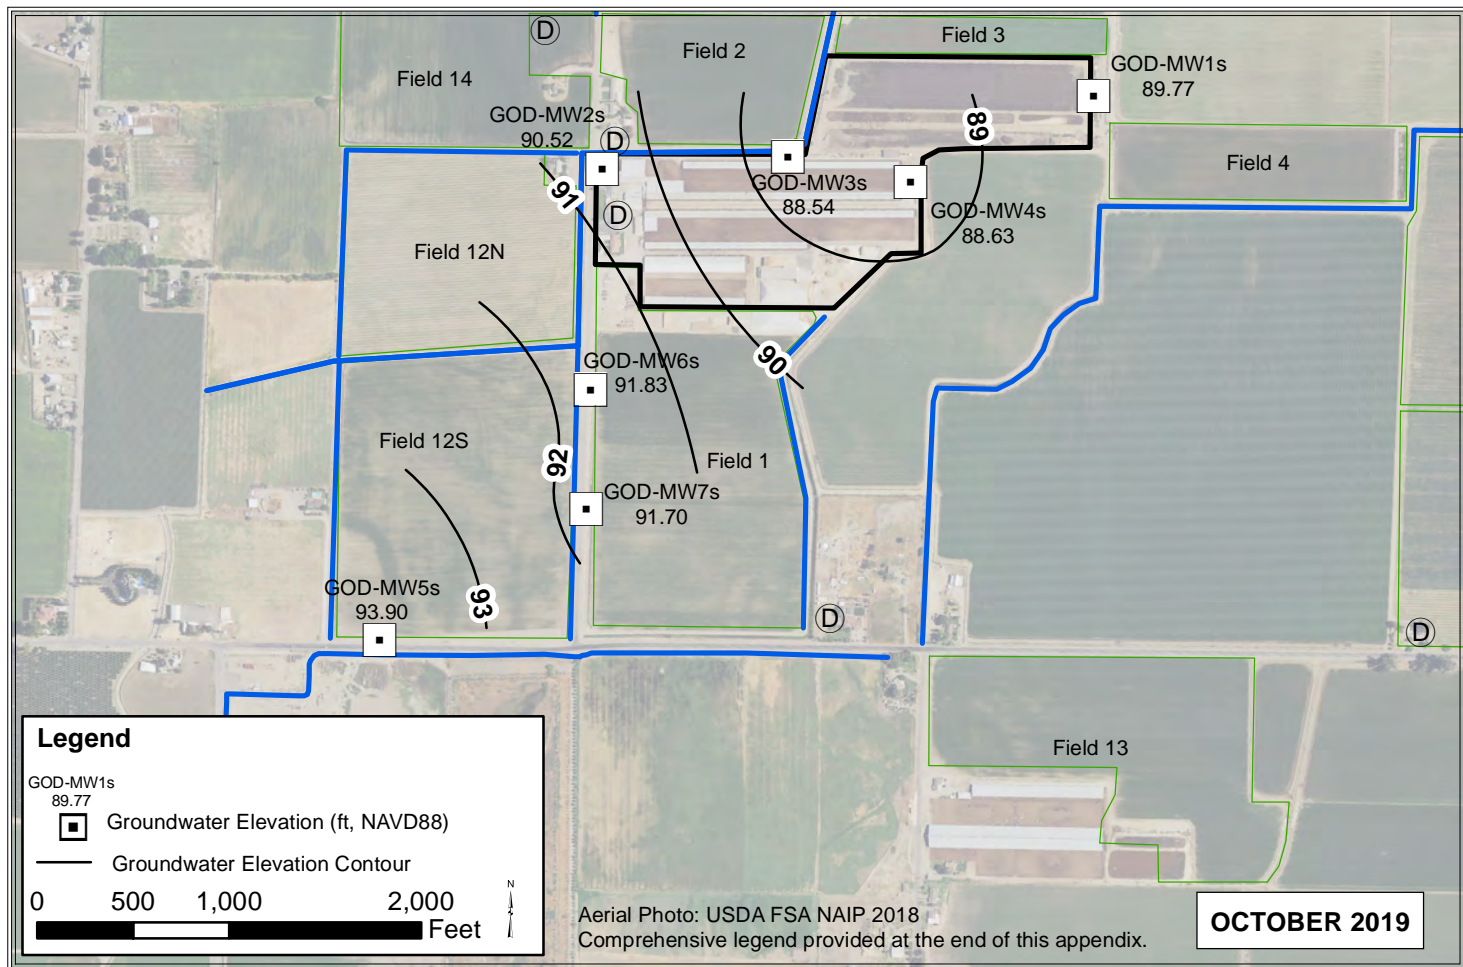 D
Field 2
Field 3
Field 14
GOD-MW1s
89.77
GOD-MW2s
90.52
D
89
Field 4
GOD-MW3s
88.54
91
D
GOD-MW4s
88.63
Field 12N
90
GOD-MW6s
91.83
Field 12S
92
Field 1
GOD-MW7s
91.70
GOD-MW5s
93.90
93
D
D
Field 13
Legend
GOD-MW1s
89.77
Groundwater Elevation (ft, NAVD88)
Groundwater Elevation Contour
0 500 1,000 2,000
Feet
N
Aerial Photo: USDA FSA NAIP 2018
Comprehensive legend provided at the end of this appendix.
OCTOBER 2019